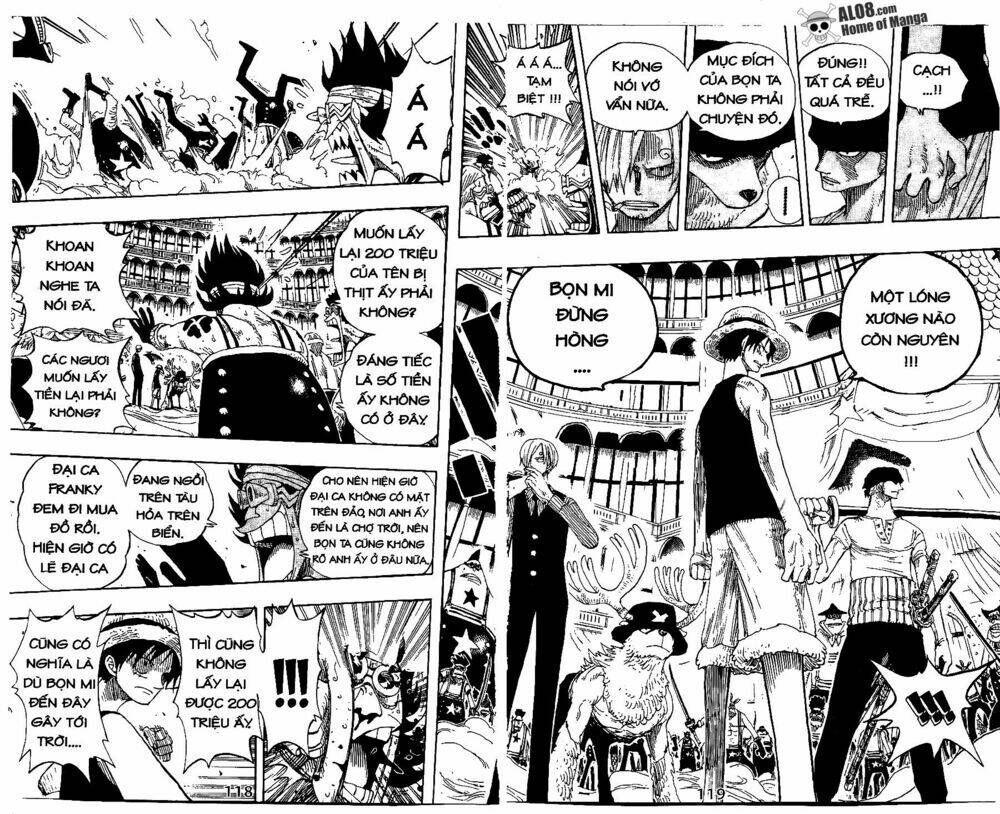 AL08.com
Home of Manga
Á
Á
KHOAN
KHOAN
NGHE TA
NÓI ĐÃ.
CÁC NGƯƠI
MUỐN LẤY
TIỀN LẠI PHẢI
KHÔNG?
MUỐN LẤY
LẠI 200 TRIỆU
CỦA TÊN BỊ
THỊT ẤY PHẢI
KHÔNG?
ĐÁNG TIẾC
LÀ SỐ TIỀN
ẤY KHÔNG
CÓ Ở ĐÂY.
ĐẠI CA
FRANKY
ĐEM ĐI MUA
ĐỒ RỒI.
HIỆN GIỜ CÓ
LẼ ĐẠI CA
ĐANG NGỒI
TRÊN TÀU
HỎA TRÊN
BIỂN.
CHO NÊN HIỆN GIỜ
ĐẠI CA KHÔNG CÓ MẶT
TRÊN ĐẢO, NƠI ANH ẤY
ĐẾN LÀ CHỢ TRỜI, NÊN
BỌN TA CŨNG KHÔNG
RÕ ANH ẤY Ở ĐÂU NỮA.
CŨNG CÓ
NGHĨA LÀ
DÙ BỌN MI
ĐẾN ĐÂY
GÂY TỚI
TRỜI....
THÌ CŨNG
KHÔNG
LẤY LẠI
ĐƯỢC 200
TRIỆU ẤY.
!!!
118
Á Á Á...
TẠM
BIỆT !!!
KHÔNG
NÓI VỚ
VẨN NỮA.
MỤC ĐÍCH
CỦA BỌN TA
KHÔNG PHẢI
CHUYỆN ĐÓ.
ĐÚNG!!
TẤT CẢ ĐỀU
QUÁ TRỄ.
CẠCH
...!!
BỌN MI
ĐỪNG
HÒNG
....
MỘT LÓNG
XƯƠNG NÀO
CÒN NGUYÊN
!!!
!!!
119